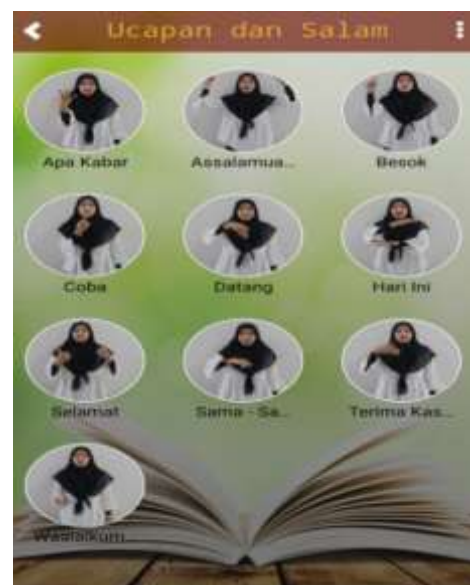 Ucapan dan Salam
Apa Kabar
Assalamua...
Besok
Coba
Datang
Hari Ini
Selamat
Sama - Sa...
Terima Kas...
Waalaikum